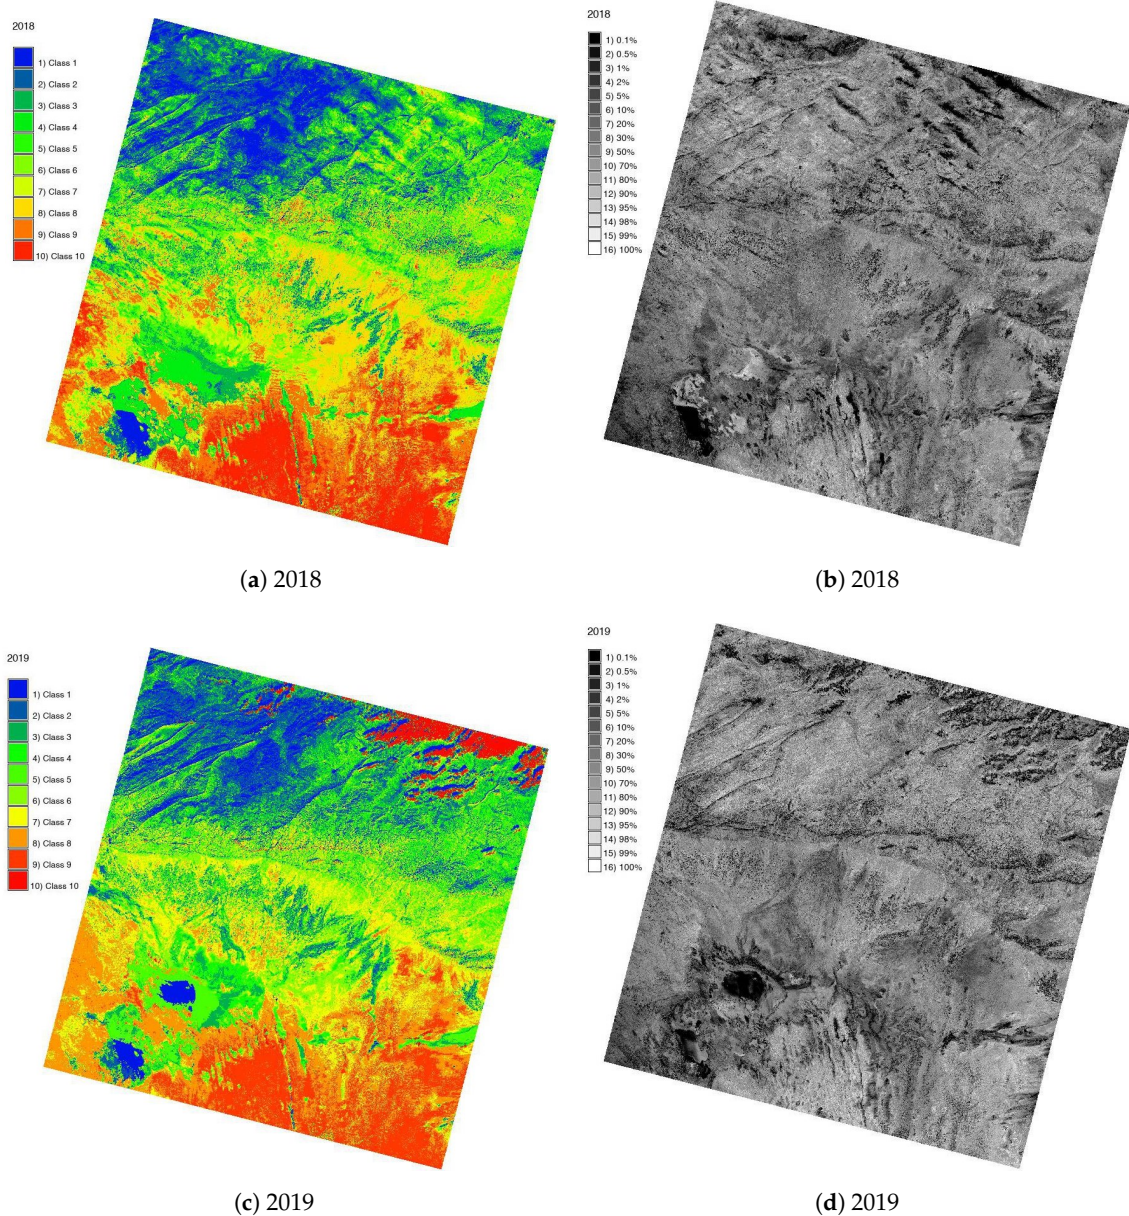 2018
1) Class 1
2) Class 2
3) Class 3
4) Class 4
5) Class 5
6) Class 6
7) Class 7
8) Class 8
9) Class 9
10) Class 10
(a) 2018
2018
1) 0.1%
2) 0.5%
3) 1%
4) 2%
5) 5%
6) 10%
7) 20%
8) 30%
9) 50%
10) 70%
11) 80%
12) 90%
13) 95%
14) 98%
15) 99%
16) 100%
(b) 2018
2019
1) Class 1
2) Class 2
3) Class 3
4) Class 4
5) Class 5
6) Class 6
7) Class 7
8) Class 8
9) Class 9
10) Class 10
(c) 2019
2019
1) 0.1%
2) 0.5%
3) 1%
4) 2%
5) 5%
6) 10%
7) 20%
8) 30%
9) 50%
10) 70%
11) 80%
12) 90%
13) 95%
14) 98%
15) 99%
16) 100%
(d) 2019